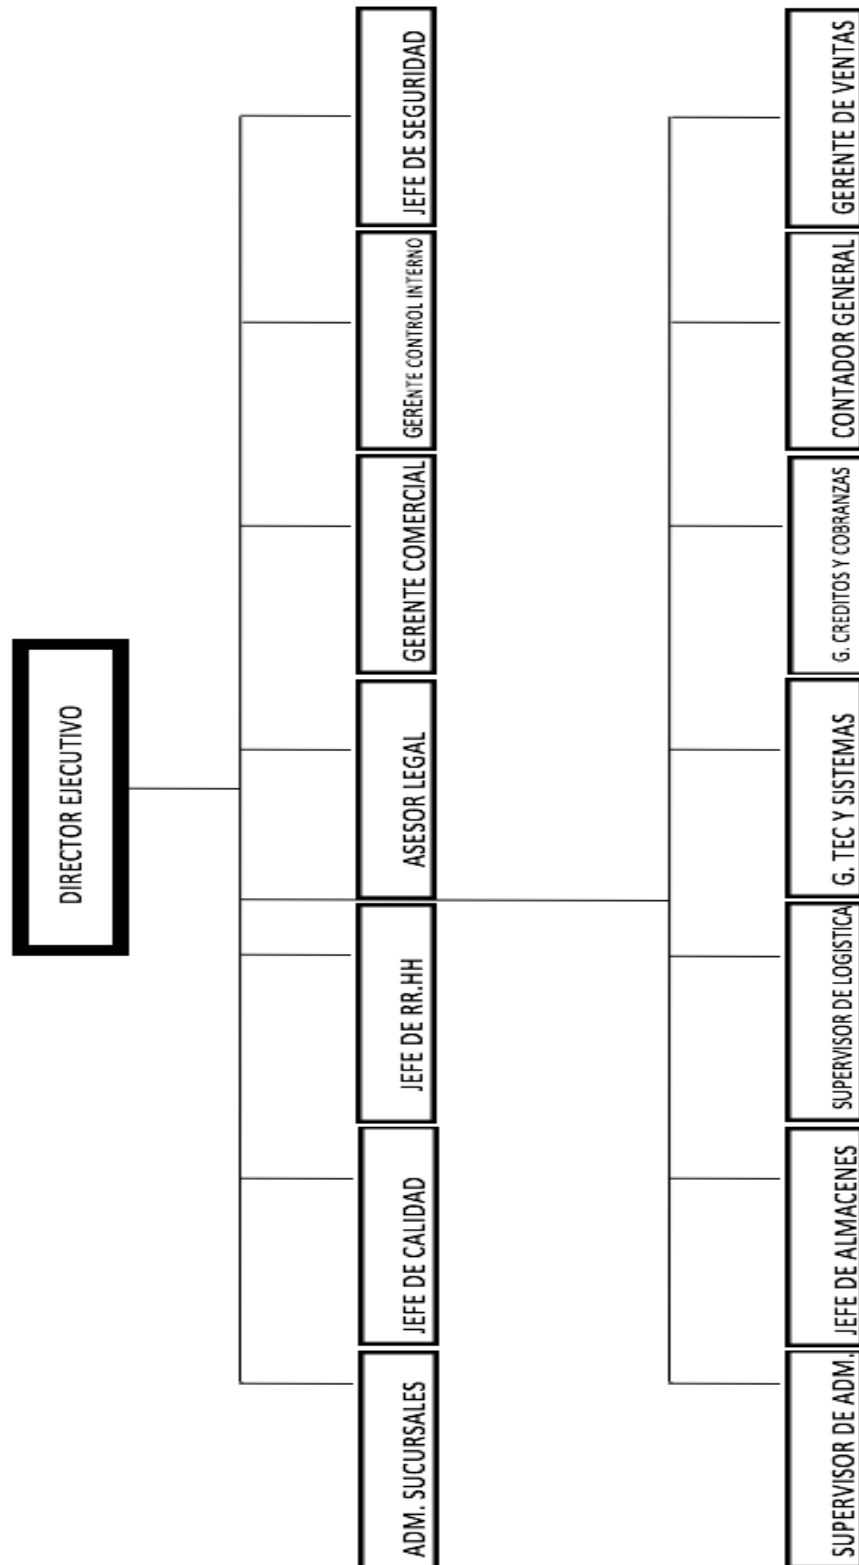 DIRECTOR EJECUTIVO
ADM. SUCURSALES
JEFE DE CALIDAD
JEFE DE RR.HH
ASESOR LEGAL
GERENTE COMERCIAL
GERENTE CONTROL INTERNO
JEFE DE SEGURIDAD
SUPERVISOR DE ADM.
JEFE DE ALMACENES
SUPERVISOR DE LOGISTICA
G. TEC Y SISTEMAS
G. CREDITOS Y COBRANZAS
CONTADOR GENERAL
GERENTE DE VENTAS